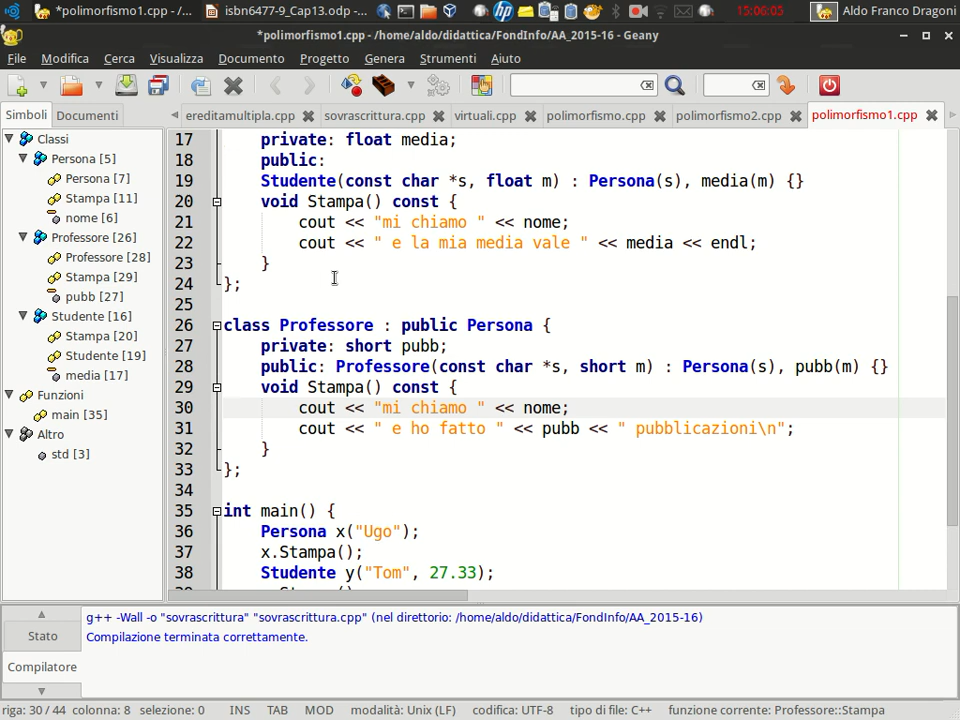 *polimorfismo1.cpp - /...
isbn6477-9_Cap13.odp -...
hp
15:06:05
Aldo Franco Dragoni
*polimorfismo1.cpp - /home/aldo/didattica/FondInfo/AA_2015-16 - Geany
File Modifica Cerca Visualizza Documento Progetto Genera Strumenti Aiuto
Simboli Documenti
ereditamultipla.cpp sovrascrittura.cpp virtuali.cpp polimorfismo.cpp polimorfismo2.cpp polimorfismo1.cpp
Classi
Persona [5]
Persona [7]
Stampa [11]
nome [6]
Professore [26]
Professore [28]
Stampa [29]
pubb [27]
Studente [16]
Stampa [20]
Studente [19]
media [17]
Funzioni
main [35]
Altro
std [3]
17 private: float media;
18 public:
19 Studente(const char *s, float m) : Persona(s), media(m) {}
20 void Stampa() const {
21 cout << "mi chiamo " << nome;
22 cout << " e la mia media vale " << media << endl;
23 }
24 };
25
26 class Professore : public Persona {
27 private: short pubb;
28 public: Professore(const char *s, short m) : Persona(s), pubb(m) {}
29 void Stampa() const {
30 cout << "mi chiamo " << nome;
31 cout << " e ho fatto " << pubb << " pubblicazioni\n";
32 }
33 };
34
35 int main() {
36 Persona x("Ugo");
37 x.Stampa();
38 Studente y("Tom", 27.33);
Stato
Compilatore
g++ -Wall -o "sovrascrittura" "sovrascrittura.cpp" (nel direttorio: /home/aldo/didattica/FondInfo/AA_2015-16)
Compilazione terminata correttamente.
riga: 30 / 44 colonna: 8 selezione: 0 INS TAB MOD modalità: Unix (LF) codifica: UTF-8 tipo di file: C++ funzione corrente: Professore::Stampa